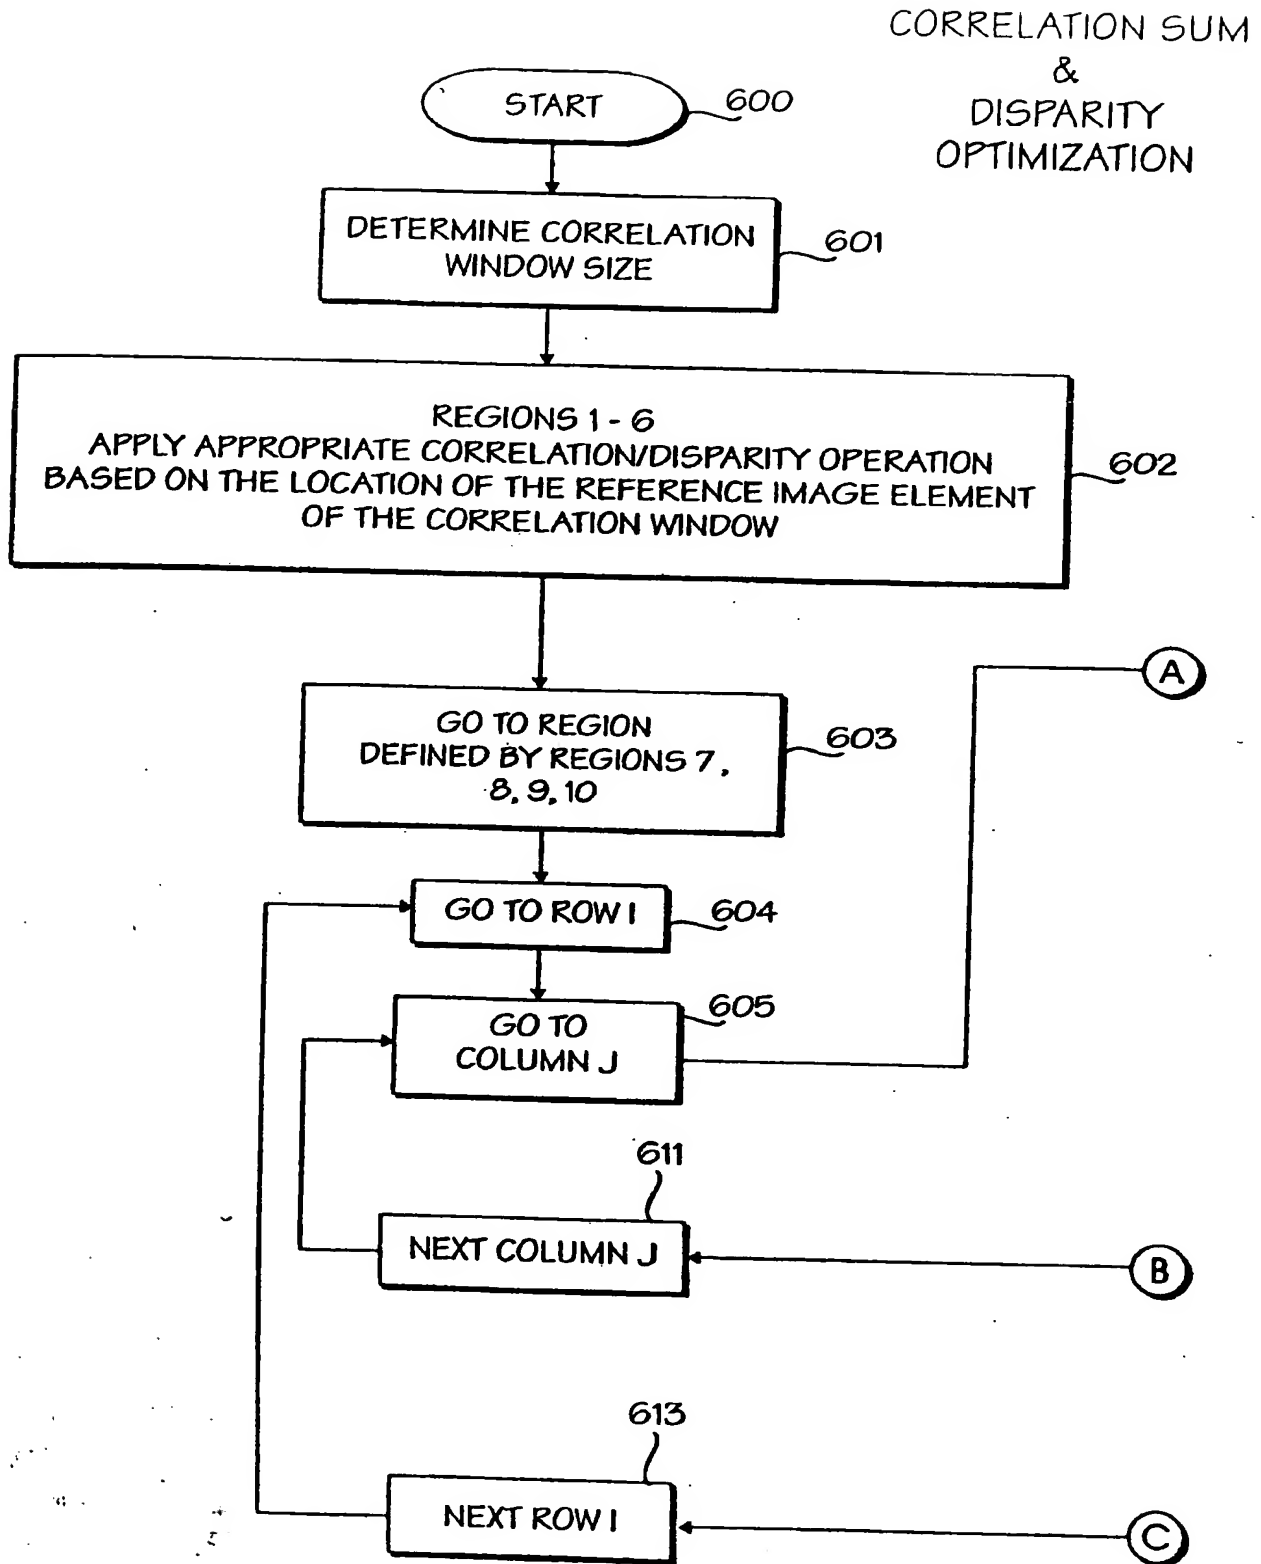 CORRELATION SUM
&
DISPARITY
OPTIMIZATION
START
600
DETERMINE CORRELATION
WINDOW SIZE
601
REGIONS 1 - 6
APPLY APPROPRIATE CORRELATION/DISPARITY OPERATION
BASED ON THE LOCATION OF THE REFERENCE IMAGE ELEMENT
OF THE CORRELATION WINDOW
602
A
GO TO REGION
DEFINED BY REGIONS 7,
8, 9, 10
603
GO TO ROW I
604
GO TO
COLUMN J
605
611
NEXT COLUMN J
B
613
NEXT ROW I
C